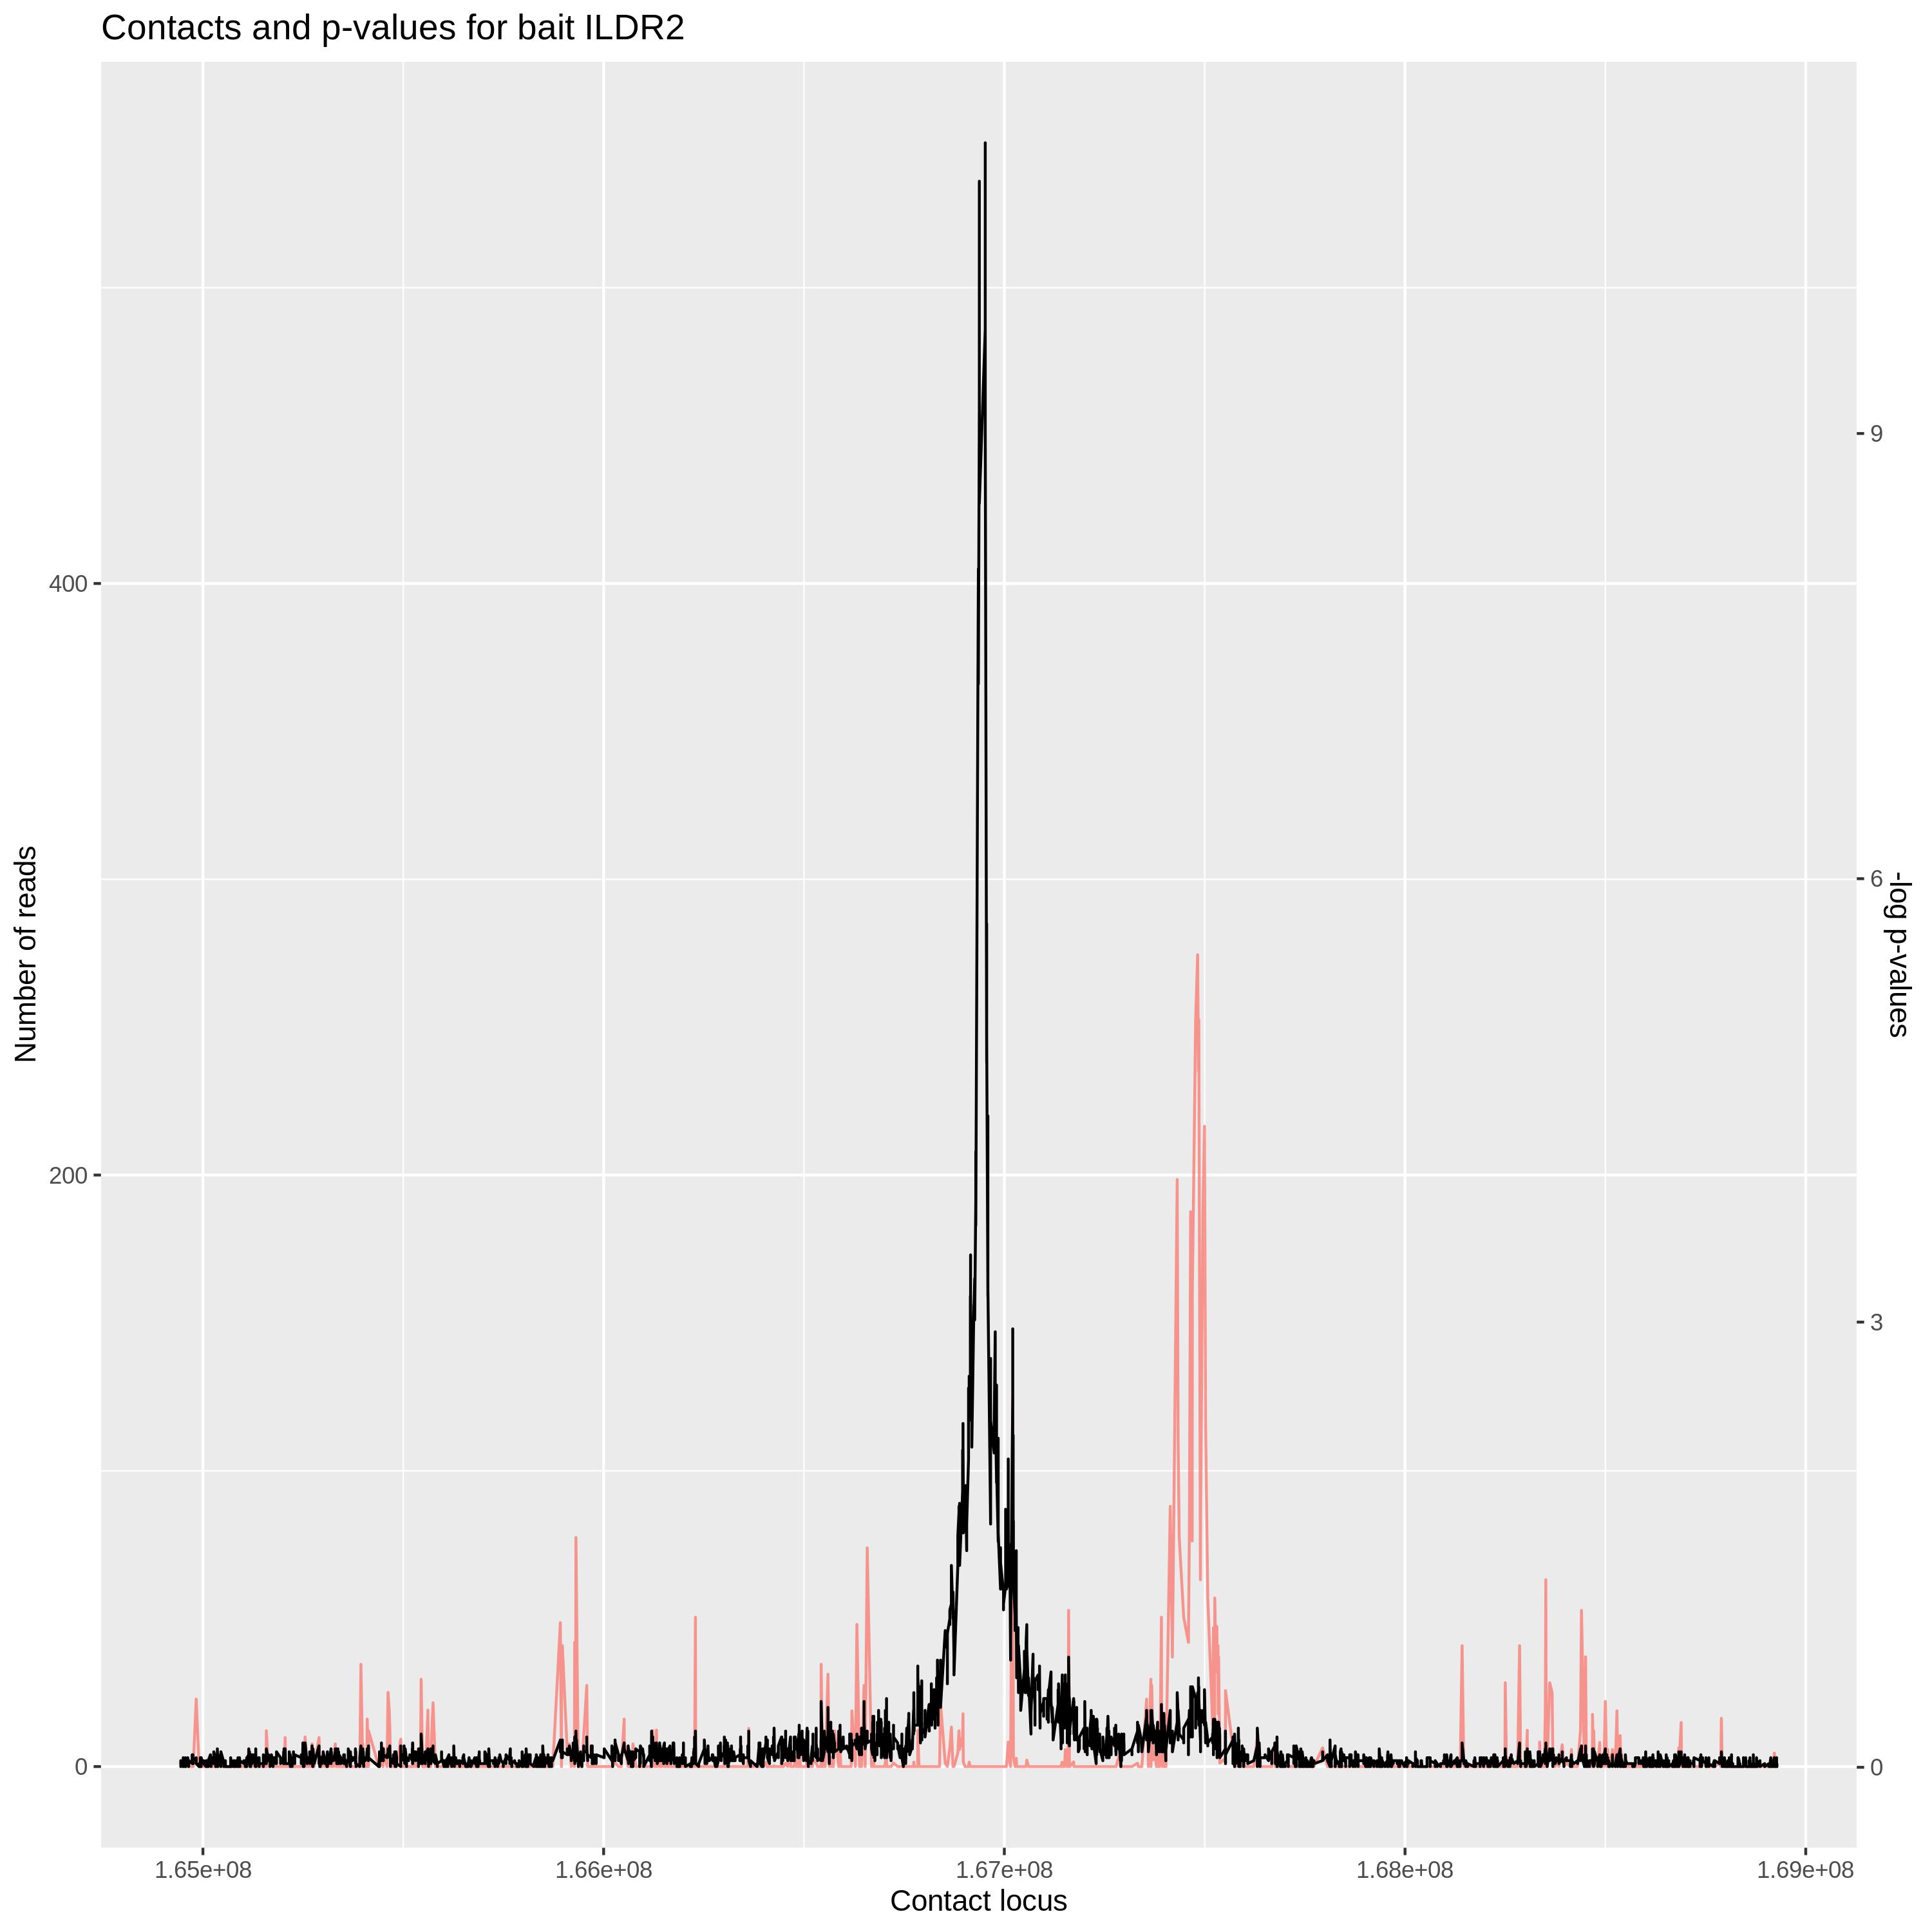 Contacts and p-values for bait ILDR2
Number of reads
400
200
0
9
6
3
0
-log p-values
1.65e+08
1.66e+08
1.67e+08
1.68e+08
1.69e+08
Contact locus